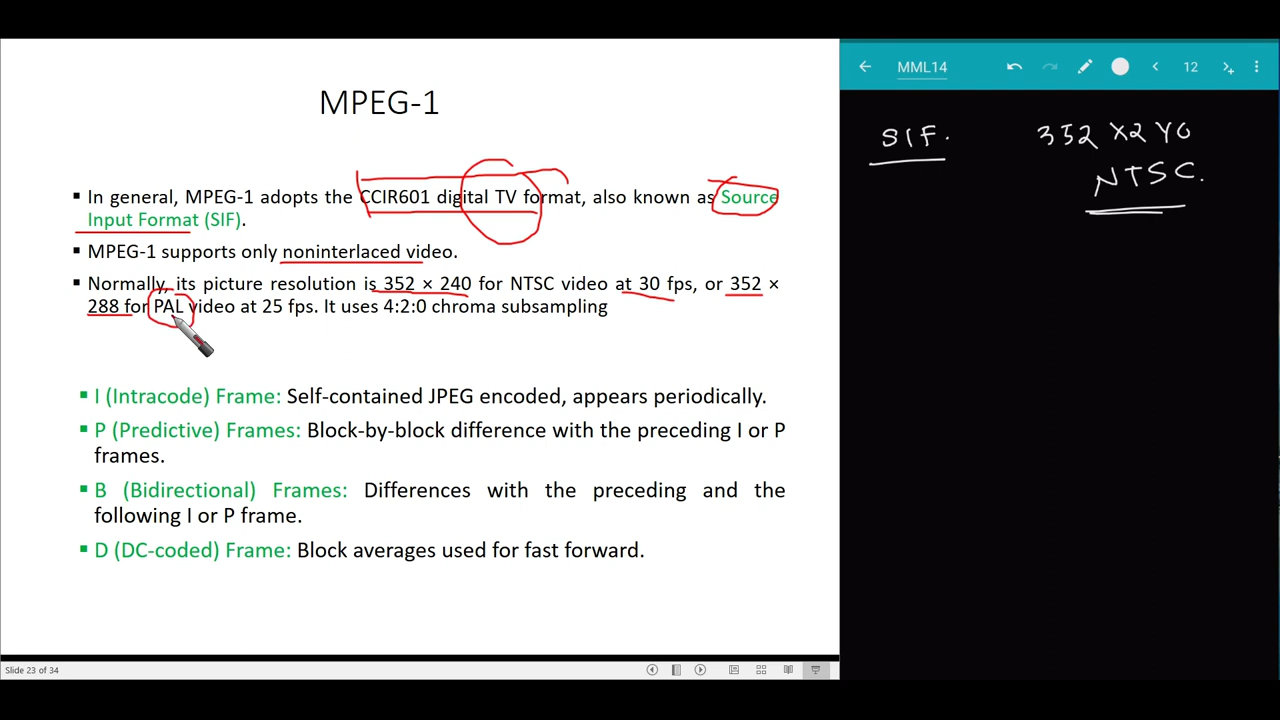 MPEG-1
▪ In general, MPEG-1 adopts the CCIR601 digital TV format, also known as Source
Input Format (SIF).
▪ MPEG-1 supports only noninterlaced video.
▪ Normally, its picture resolution is 352 × 240 for NTSC video at 30 fps, or 352 ×
288 for PAL video at 25 fps. It uses 4:2:0 chroma subsampling
▪ I (Intracode) Frame: Self-contained JPEG encoded, appears periodically.
▪ P (Predictive) Frames: Block-by-block difference with the preceding I or P
frames.
▪ B (Bidirectional) Frames: Differences with the preceding and the
following I or P frame.
▪ D (DC-coded) Frame: Block averages used for fast forward.
Slide 23 of 34
MML14
12
SIF.
352 X240
NTSC.